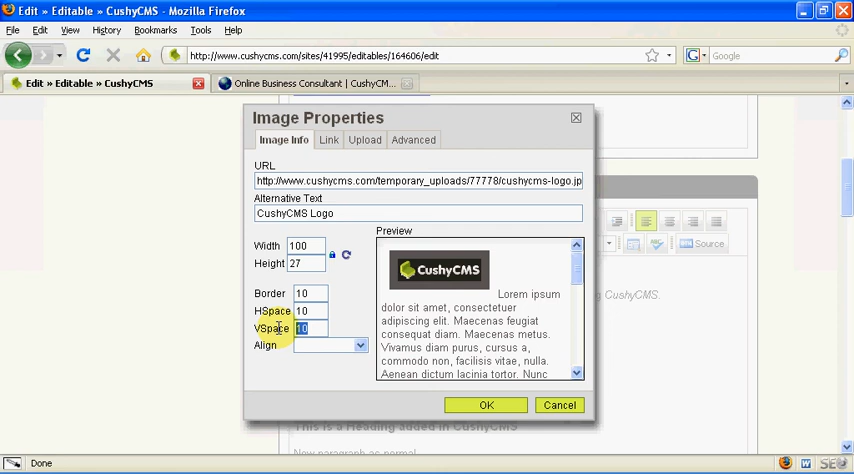 Edit » Editable » CushyCMS - Mozilla Firefox
File Edit View History Bookmarks Tools Help
http://www.cushycms.com/sites/41995/editables/164606/edit
Google
Edit » Editable » CushyCMS
Online Business Consultant | CushyCM...
Image Properties
Image Info Link Upload Advanced
URL
http://www.cushycms.com/temporary_uploads/77778/cushycms-logo.jp
Alternative Text
CushyCMS Logo
Width 100
Height 27
Border 10
HSpace 10
VSpace 10
Align
Preview
CushyCMS
Lorem ipsum
dolor sit amet, consectetuer
adipiscing elit. Maecenas feugiat
consequat diam. Maecenas metus.
Vivamus diam purus, cursus a,
commodo non, facilisis vitae, nulla.
Aenean dictum lacinia tortor. Nunc
OK Cancel
Source
CushyCMS.
This is a Heading added in CushyCMS
New paragraph as normal
Done